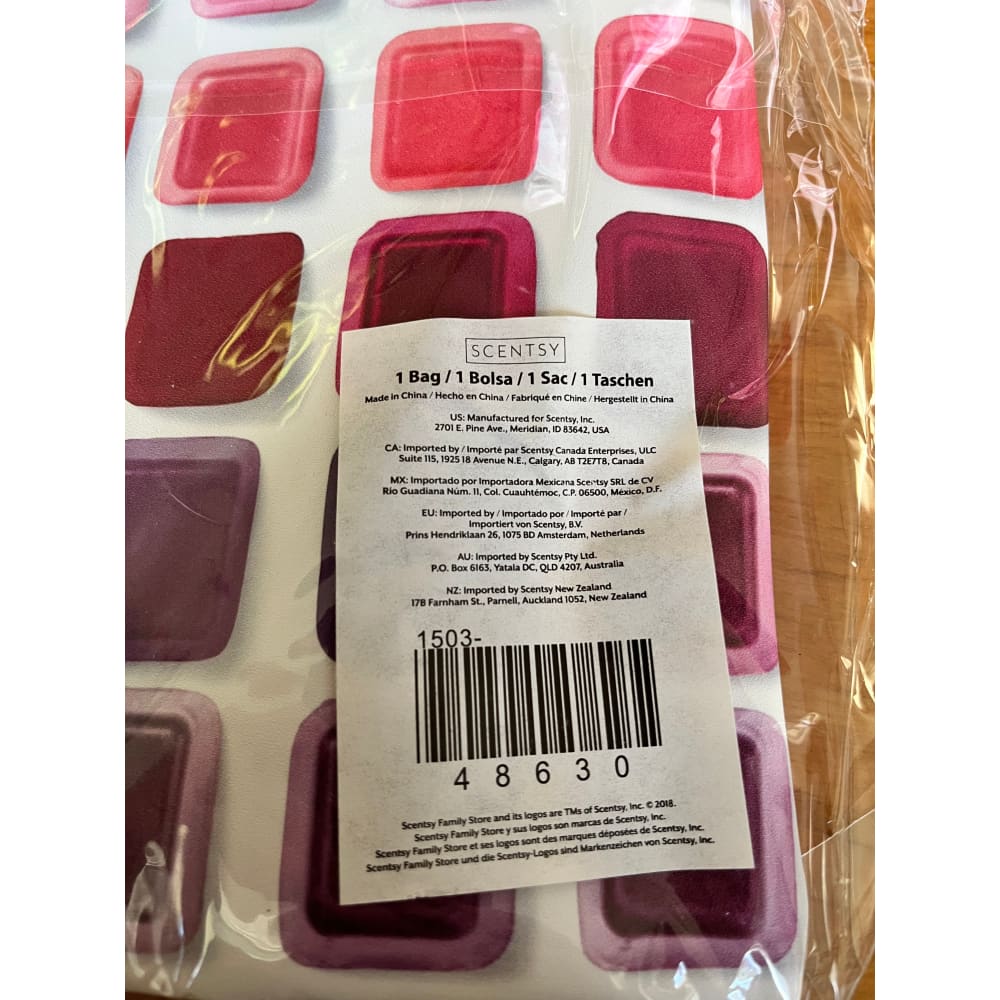 SCENTSY
1 Bag / 1 Bolsa / 1 Sac / 1 Taschen
Made in China / Hecho en China / Fabriqué en Chine / Hergestellt in China
US: Manufactured for Scentsy, Inc.
2701 E. Pine Ave., Meridian, ID 83642, USA
CA: Imported by / Importé par Scentsy Canada Enterprises, ULC
Suite 115, 1925 18 Avenue N.E., Calgary, AB T2E7T8, Canada
MX: Importado por Importadora Mexicana Scentsy SRL de CV
Río Guadiana Núm. 11, Col. Cuauhtémoc, C.P. 06500, México, D.F.
EU: Imported by / Importado por / Importé par /
Importiert von Scentsy, B.V.
Prins Hendriklaan 26, 1075 BD Amsterdam, Netherlands
AU: Imported by Scentsy Pty Ltd.
P.O. Box 6163, Yatala DC, QLD 4207, Australia
NZ: Imported by Scentsy New Zealand
17B Farnham St., Parnell, Auckland 1052, New Zealand
1503-
48630
Scentsy Family Store and its logos are TMs of Scentsy, Inc. © 2018.
Scentsy Family Store y sus logos son marcas de Scentsy, Inc.
Scentsy Family Store et ses logos sont des marques déposées de Scentsy, Inc.
Scentsy Family Store und die Scentsy-Logos sind Markenzeichen von Scentsy, Inc.